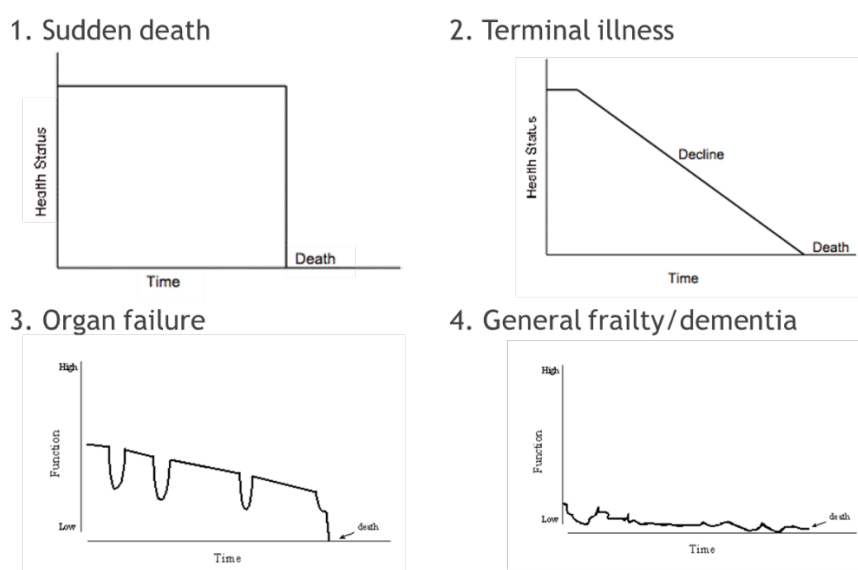 1. Sudden death
Health Status
Death
Time
2. Terminal illness
Health Status
Decline
Death
Time
3. Organ failure
High
Function
Low
death
Time
4. General frailty/dementia
High
Function
Low
death
Time